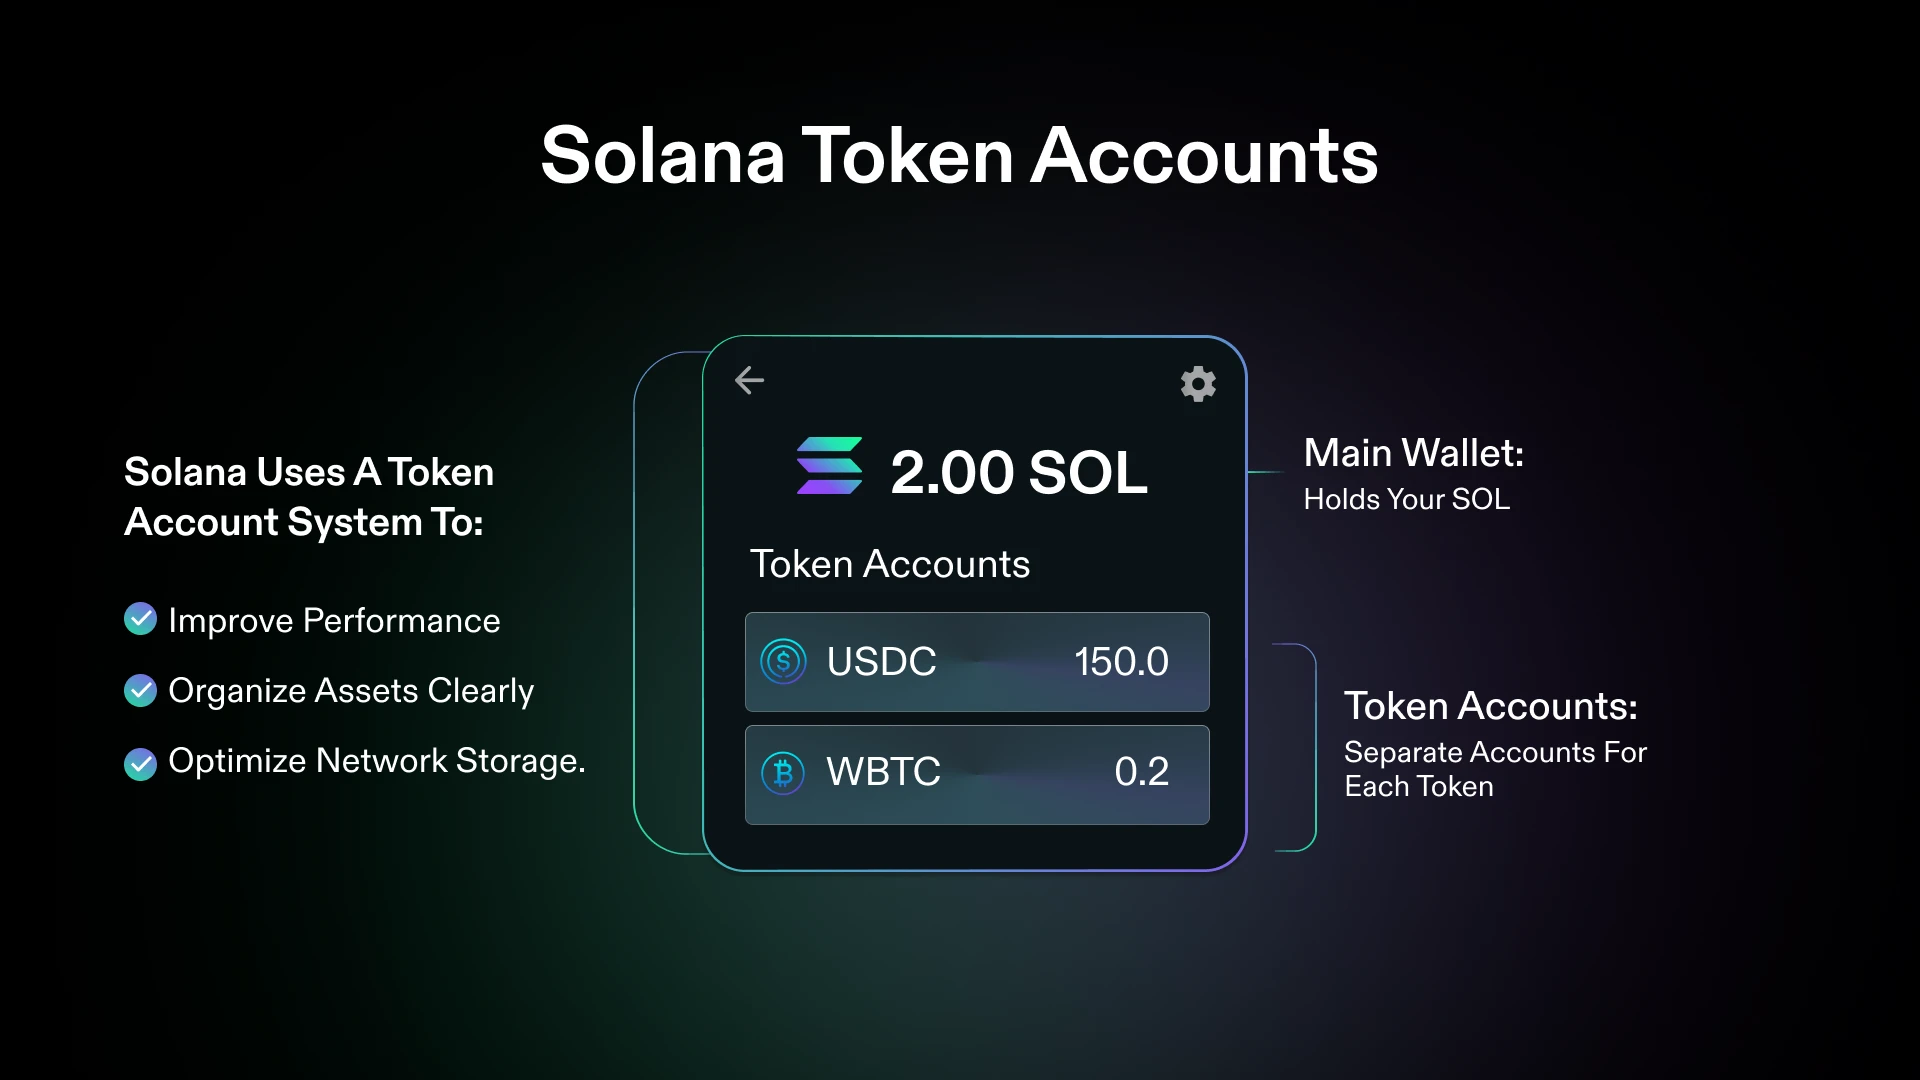 Solana Token Accounts
Solana Uses A Token
Account System To:
Improve Performance
Organize Assets Clearly
Optimize Network Storage.
2.00 SOL
Token Accounts
USDC 150.0
WBTC 0.2
Main Wallet:
Holds Your SOL
Token Accounts:
Separate Accounts For
Each Token